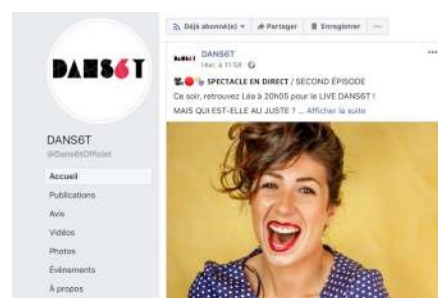 Déjà abonné(e) Partager Enregistrer ...
DANS6T
DANS6T
DANS6T
Hier, à 11:58
SPECTACLE EN DIRECT / SECOND ÉPISODE
Ce soir, retrouvez Léa à 20h05 pour le LIVE DANS6T !
MAIS QUI EST-ELLE AU JUSTE ? ... Afficher la suite
DANS6T
@Dans6tOfficiel
Accueil
Publications
Avis
Vidéos
Photos
Évènements
À propos